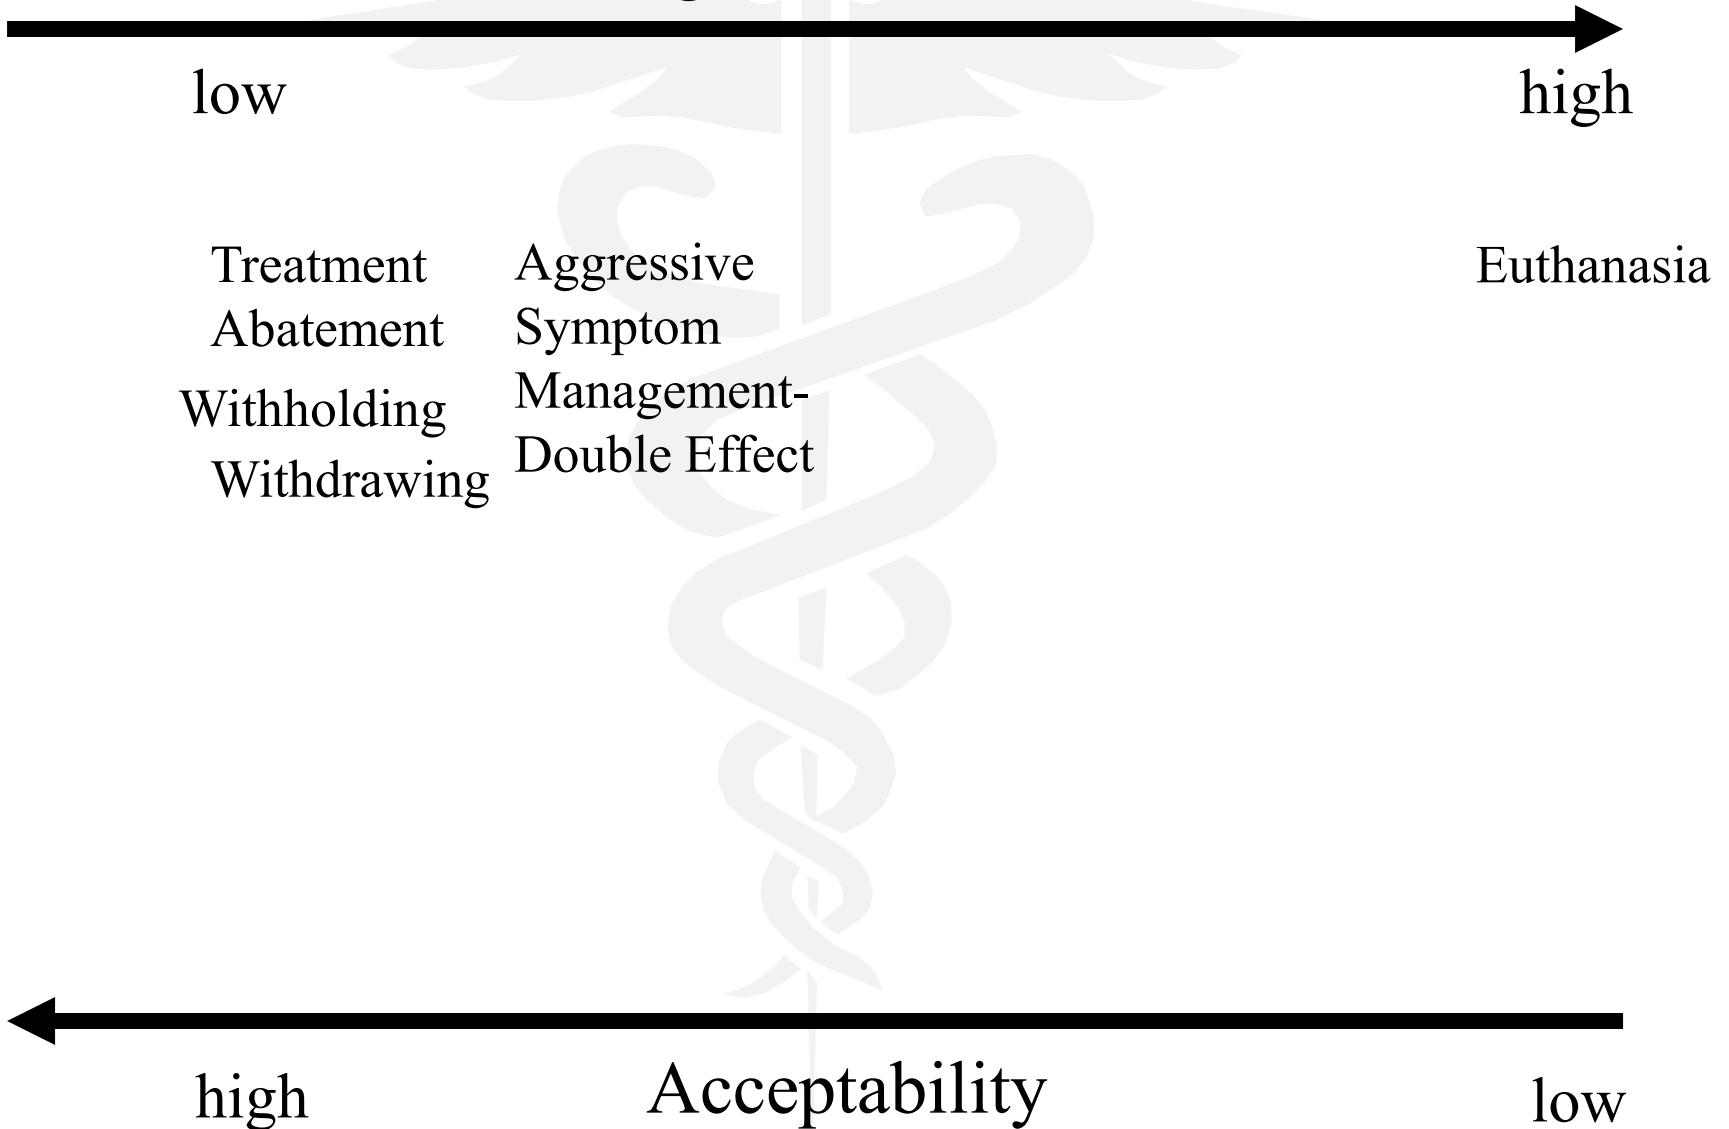 low high
Treatment
Abatement
Withholding
Withdrawing
Aggressive
Symptom
Management-
Double Effect
Euthanasia
high Acceptability low